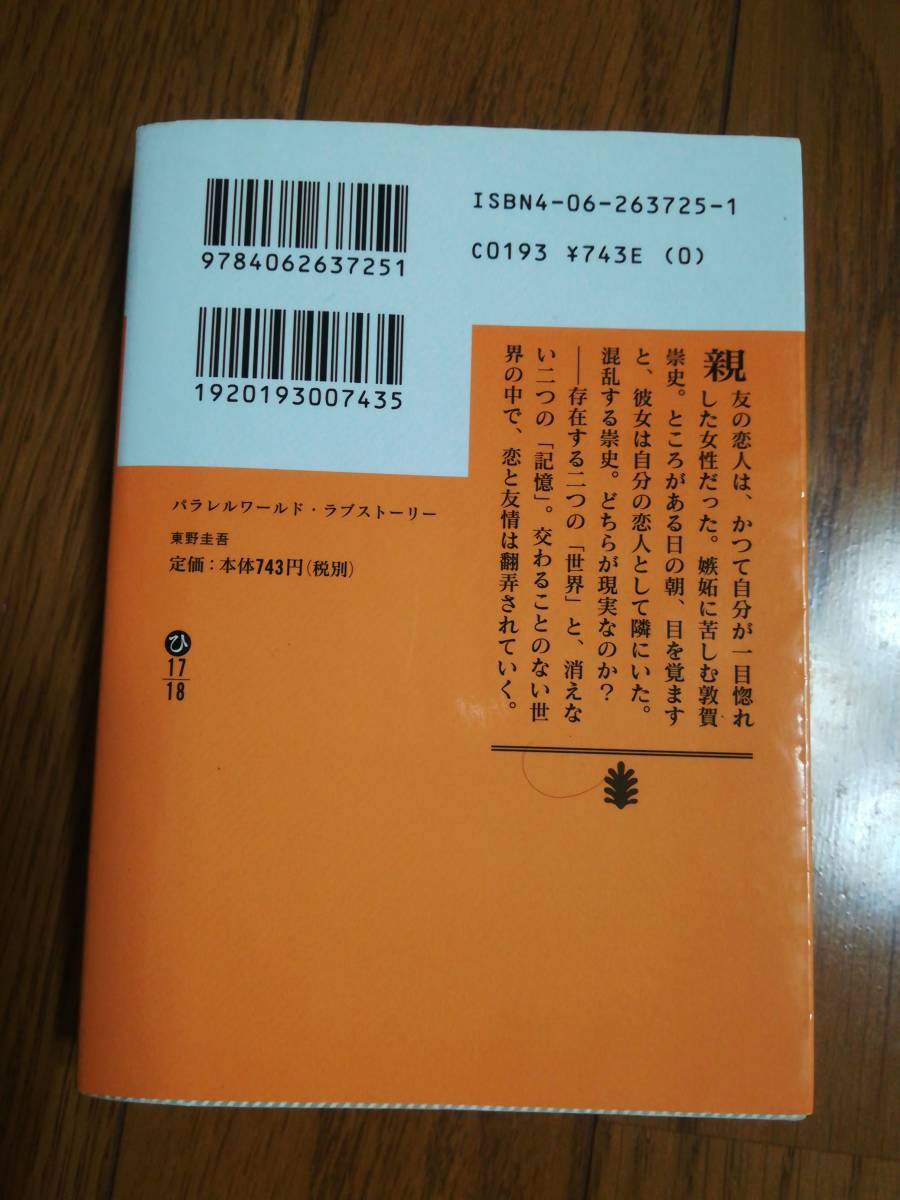 9784062637251
ISBN4-06-263725-1
C0193 ¥743E (0)
1920193007435
親友の恋人は、かつて自分が一目惚れ
した女性だった。嫉妬に苦しむ敦賀
崇史。ところがある日の朝、目を覚ます
と、彼女は自分の恋人として隣にいた。
混乱する崇史。どちらが現実なのか?
――存在する二つの「世界」と、消えな
い二つの「記憶」。交わることのない世
界の中で、恋と友情は翻弄されていく。
パラレルワールド・ラブストーリー
東野圭吾
定価:本体743円(税別)
ひ
17
18